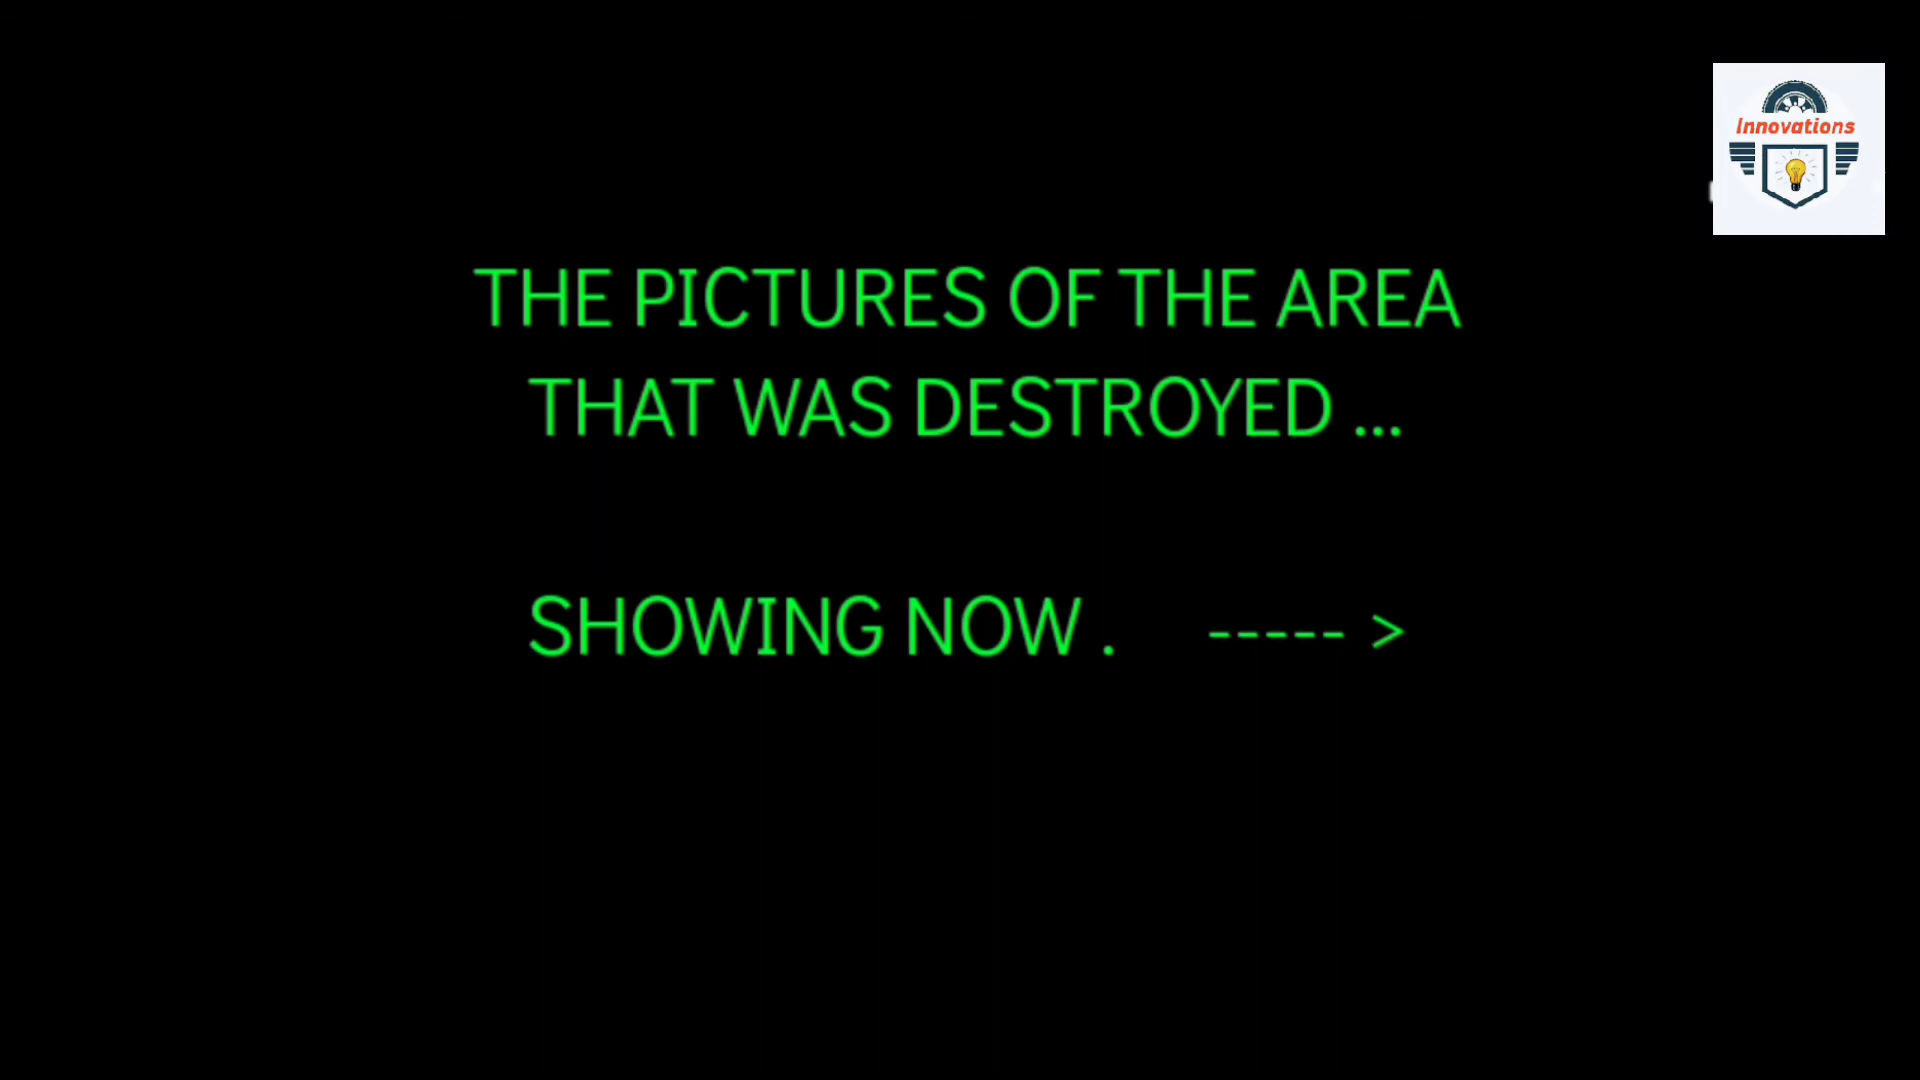 Innovations
THE PICTURES OF THE AREA
THAT WAS DESTROYED ...
SHOWING NOW . ----- >